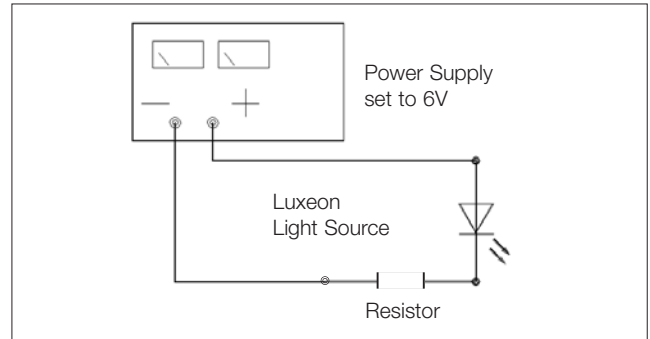 Power Supply
set to 6V
— +
Luxeon
Light Source
Resistor